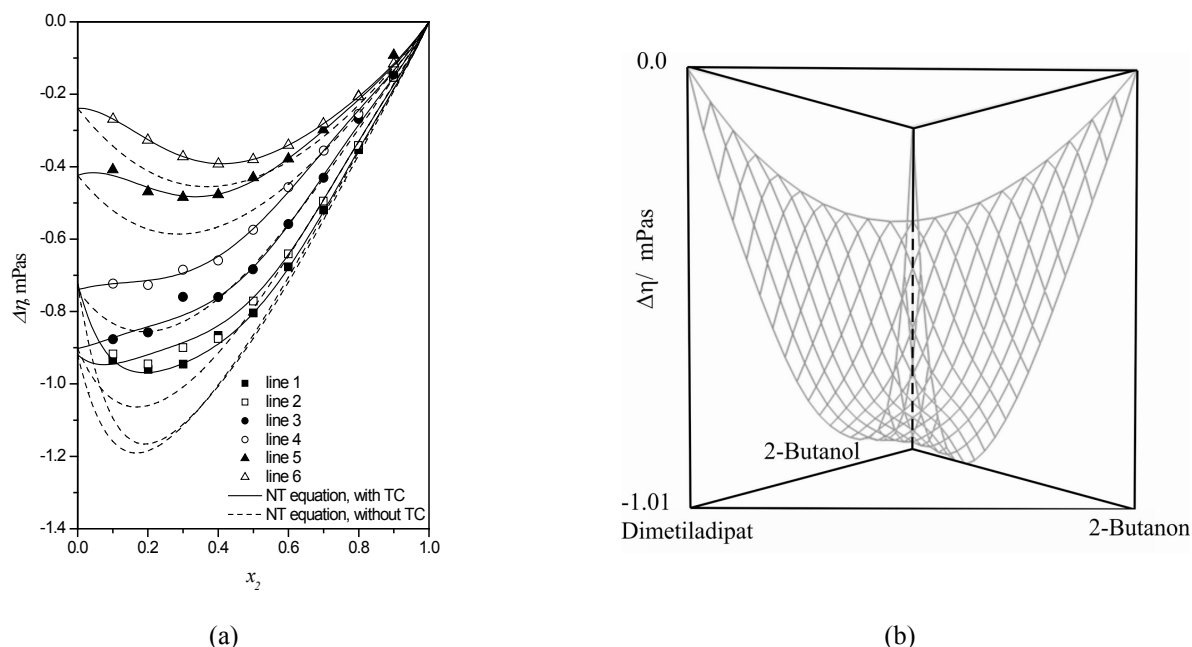 0.0
-0.2
-0.4
-0.6
-0.8
-1.0
-1.2
-1.4
Δη, mPas
0.0 0.2 0.4 0.6 0.8 1.0
x2
line 1
line 2
line 3
line 4
line 5
line 6
NT equation, with TC
NT equation, without TC
(a)
0.0
Δη/ mPas
-1.01
2-Butanol
Dimetiladipat
2-Butanon
(b)